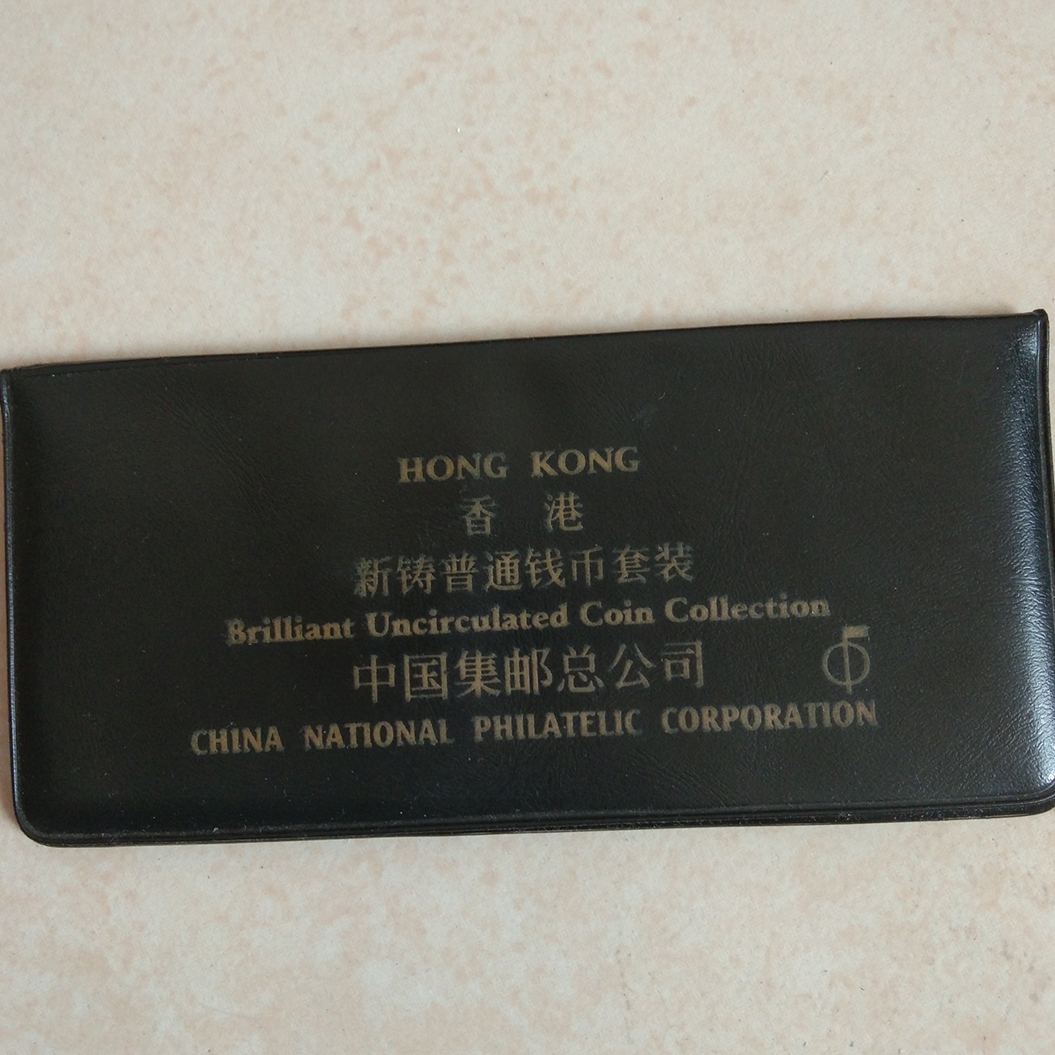 HONG KONG
香 港
新铸普通钱币套装
Brilliant Uncirculated Coin Collection
中国集邮总公司
CHINA NATIONAL PHILATELIC CORPORATION